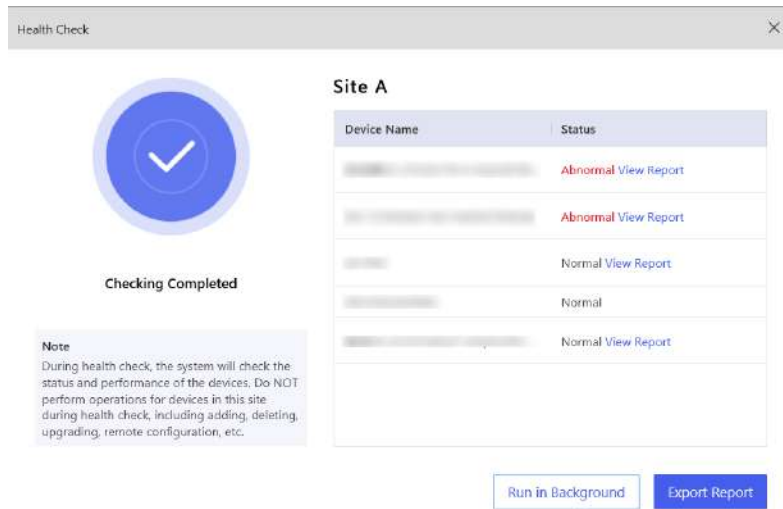 Health Check
Site A
Device Name
Status
Abnormal View Report
Abnormal View Report
Normal View Report
Normal
Normal View Report
Checking Completed
Note
During health check, the system will check the
status and performance of the devices. Do NOT
perform operations for devices in this site
during health check, including adding, deleting,
upgrading, remote configuration, etc.
Run in Background
Export Report